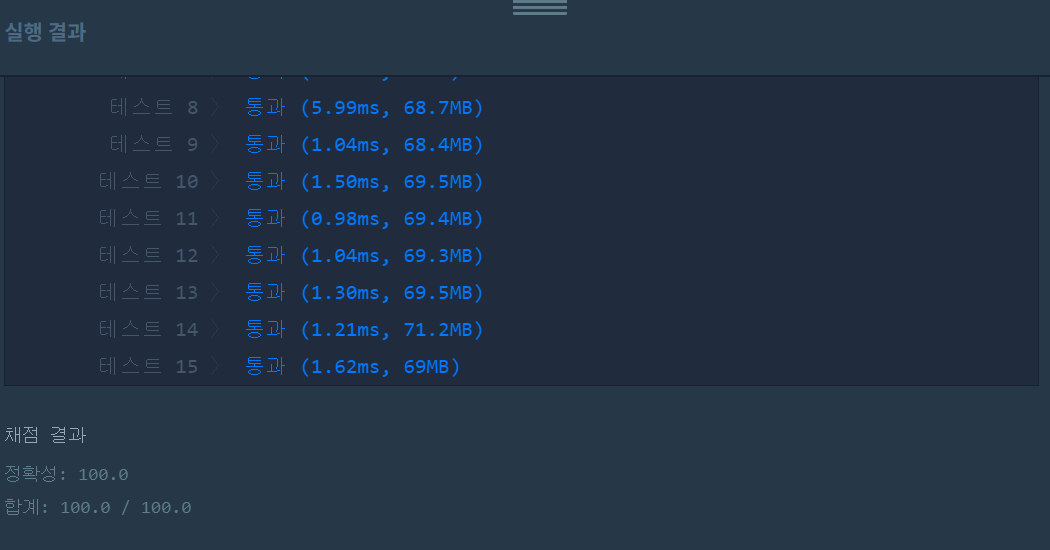 실행 결과
테스트 8 〉 통과 (5.99ms, 68.7MB)
테스트 9 〉 통과 (1.04ms, 68.4MB)
테스트 10 〉 통과 (1.50ms, 69.5MB)
테스트 11 〉 통과 (0.98ms, 69.4MB)
테스트 12 〉 통과 (1.04ms, 69.3MB)
테스트 13 〉 통과 (1.30ms, 69.5MB)
테스트 14 〉 통과 (1.21ms, 71.2MB)
테스트 15 〉 통과 (1.62ms, 69MB)
채점 결과
정확성: 100.0
합계: 100.0 / 100.0